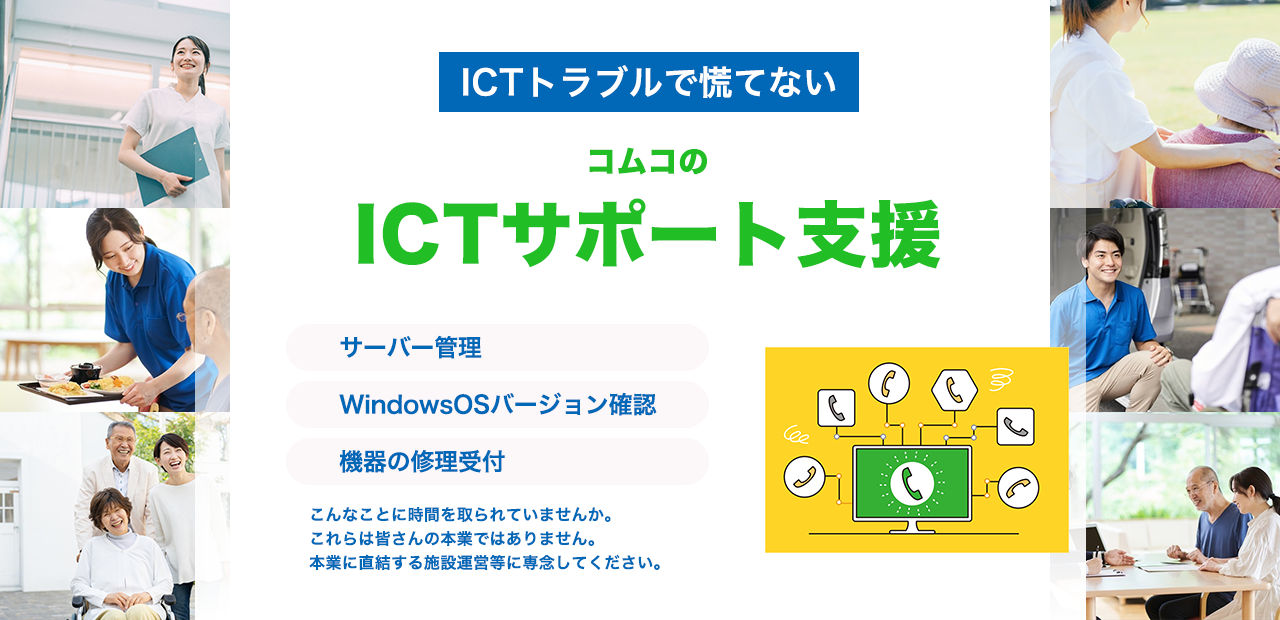 ICTトラブルで慌てない
コムコの
ICTサポート支援
サーバー管理
WindowsOSバージョン確認
機器の修理受付
こんなことに時間を取られていませんか。
これらは皆さんの本業ではありません。
本業に直結する施設運営等に専念してください。